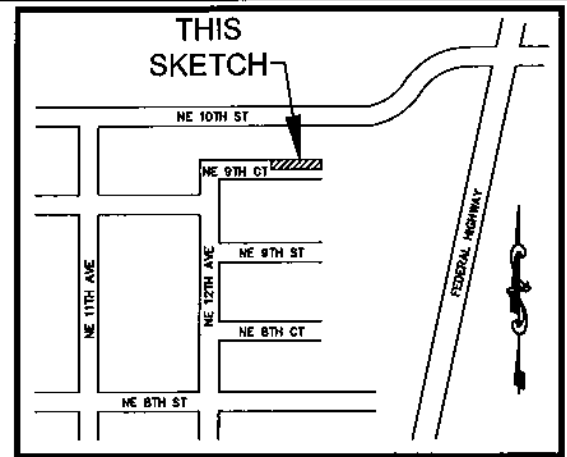 THIS
SKETCH
NE 10TH ST
NE 9TH CT
NE 9TH ST
NE 8TH CT
NE 8TH ST
NE 11TH AVE
NE 12TH AVE
FEDERAL HIGHWAY